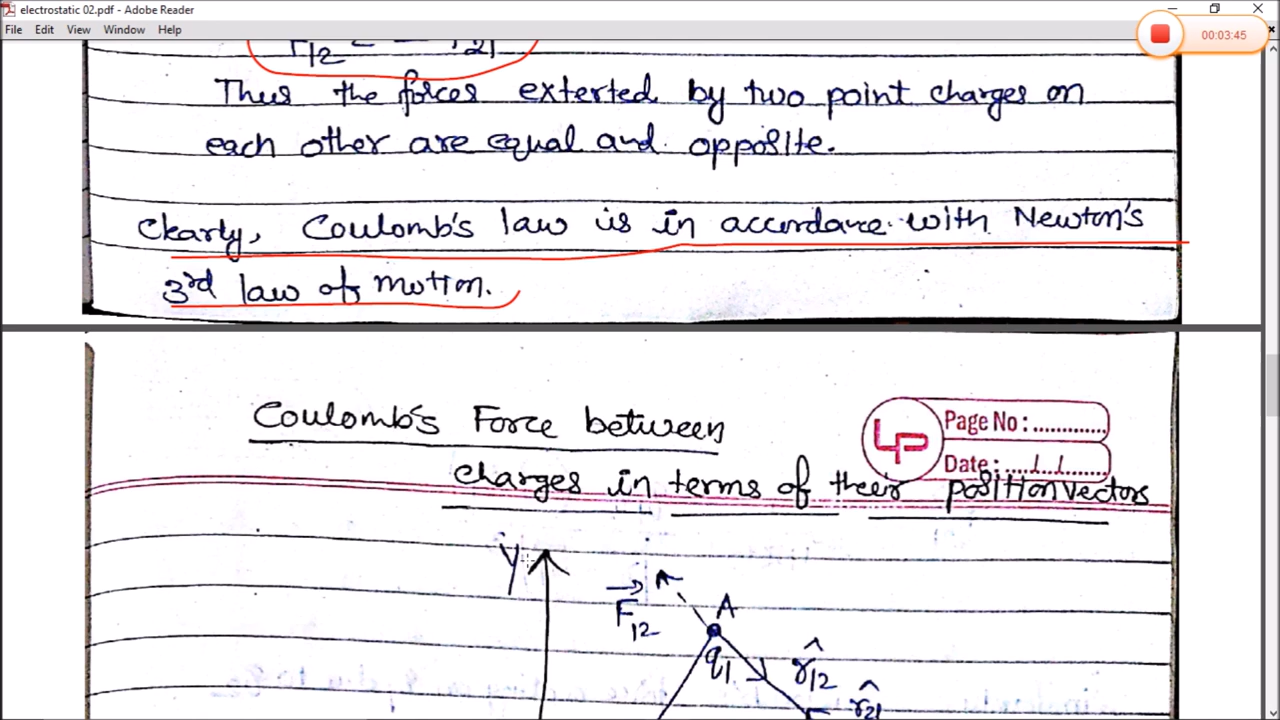 electrostatic 02.pdf - Adobe Reader
File Edit View Window Help
00:03:45
F12 = - F21
Thus the forces exterted by two point charges on
each other are equal and opposite.
Clearly, Coulomb's law is in accordance with Newton's
3rd law of motion.
Coulomb's Force between
Page No : ............
charges in terms of their position vectors
Date : ....../....../......
Y
F12
A
q1
r̂12
r̂21